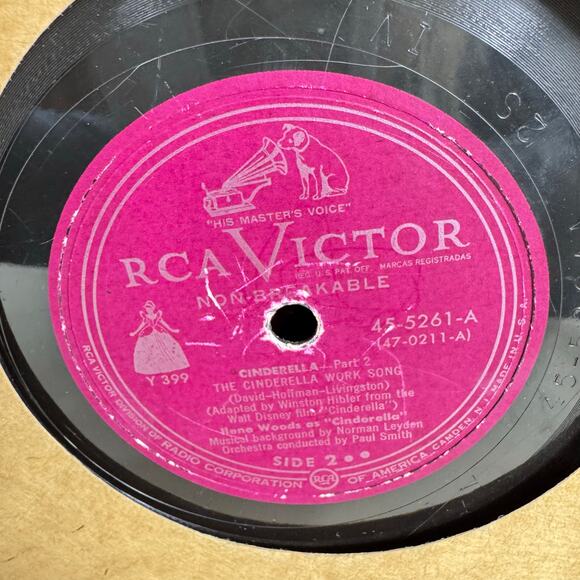 "HIS MASTER'S VOICE"
RCA VICTOR
REG. U.S. PAT. OFF. MARCAS REGISTRADAS
NON-BREAKABLE
45-5261-A
(47-0211-A)
Y 399
CINDERELLA—Part 2
THE CINDERELLA WORK SONG
(David-Hoffman-Livingston)
(Adapted by Winston Hibler from the
Walt Disney film "Cinderella")
Ilene Woods as "Cinderella"
Musical background by Norman Leyden
Orchestra conducted by Paul Smith
SIDE 2
RCA VICTOR DIVISION OF RADIO CORPORATION RCA OF AMERICA, CAMDEN, N.J. MADE IN U.S.A.